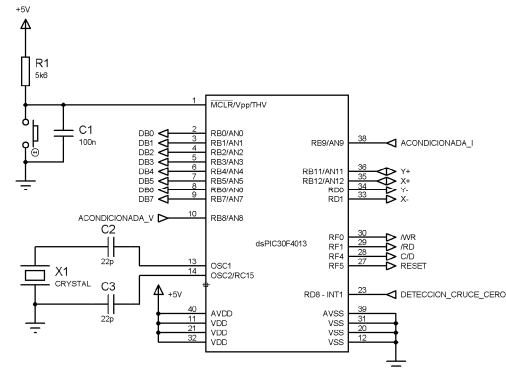 +5V
R1
5k6
1
MCLR/Vpp/THV
C1
100n
DB0 2 RB0/AN0
DB1 3 RB1/AN1
DB2 4 RB2/AN2
DB3 5 RB3/AN3
DB4 6 RB4/AN4
DB5 7 RB5/AN5
DB6 8 RB6/AN6
DB7 9 RB7/AN7
ACONDICIONADA_V 10 RB8/AN8
RB9/AN9 38 ACONDICIONADA_I
RB11/AN11 36 Y+
RB12/AN12 35 X+
RD0 34 Y-
RD1 33 X-
dsPIC30F4013
RF0 30 /WR
RF1 29 /RD
RF4 28 C/D
RF5 27 RESET
C2
22p
13 OSC1
14 OSC2/RC15
X1
CRYSTAL
C3
22p
+5V
RD8 - INT1 23 DETECCION_CRUCE_CERO
40 AVDD
11 VDD
21 VDD
32 VDD
AVSS 39
VSS 31
VSS 20
VSS 12